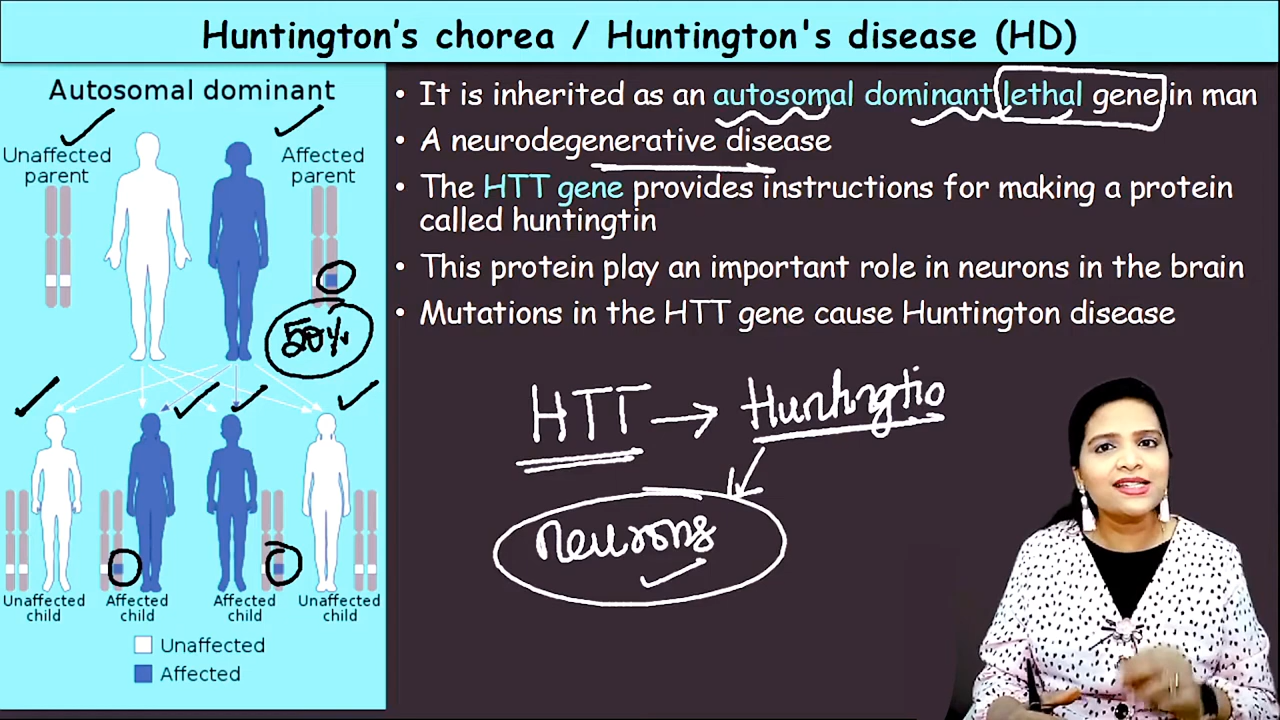 Huntington’s chorea / Huntington's disease (HD)
Autosomal dominant
Unaffected parent
Affected parent
50%
Unaffected child
Affected child
Affected child
Unaffected child
Unaffected
Affected
• It is inherited as an autosomal dominant lethal gene in man
• A neurodegenerative disease
• The HTT gene provides instructions for making a protein
called huntingtin
• This protein play an important role in neurons in the brain
• Mutations in the HTT gene cause Huntington disease
HTT → Huntingtio
neurons